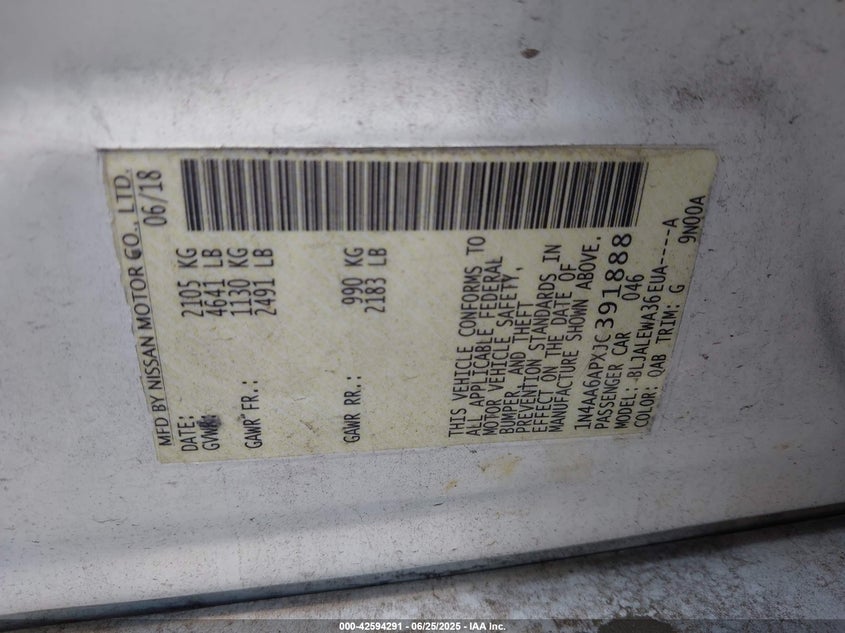 MFD BY NISSAN MOTOR CO., LTD.
DATE: 06/18
GVWR: 2105 KG
4641 LB
GAWR FR.: 1130 KG
2491 LB
GAWR RR.: 990 KG
2183 LB
THIS VEHICLE CONFORMS TO
ALL APPLICABLE FEDERAL
MOTOR VEHICLE SAFETY,
BUMPER, AND THEFT
PREVENTION STANDARDS IN
EFFECT ON THE DATE OF
MANUFACTURE SHOWN ABOVE.
1N4AA6APXJC391888
PASSENGER CAR 046
MODEL: BLJALEWA36EUA-----A
COLOR: QAB TRIM: G 9N00A
000-42594291 - 06/25/2025 - IAA Inc.